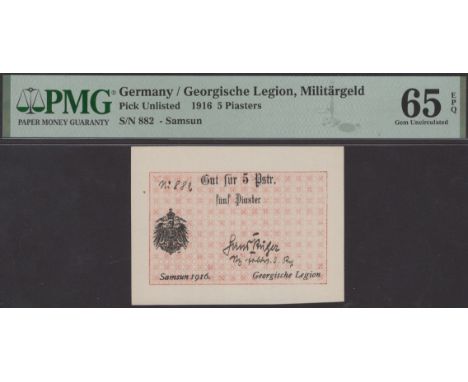 PMG® Germany / Georgische Legion, Militärgeld
Pick Unlisted 1916 5 Piasters
PAPER MONEY GUARANTY
S/N 882 - Samsun
65 EPQ
Gem Uncirculated
Gut für 5 Pstr.
fünf Piaster
Samsun 1916.
Georgische Legion